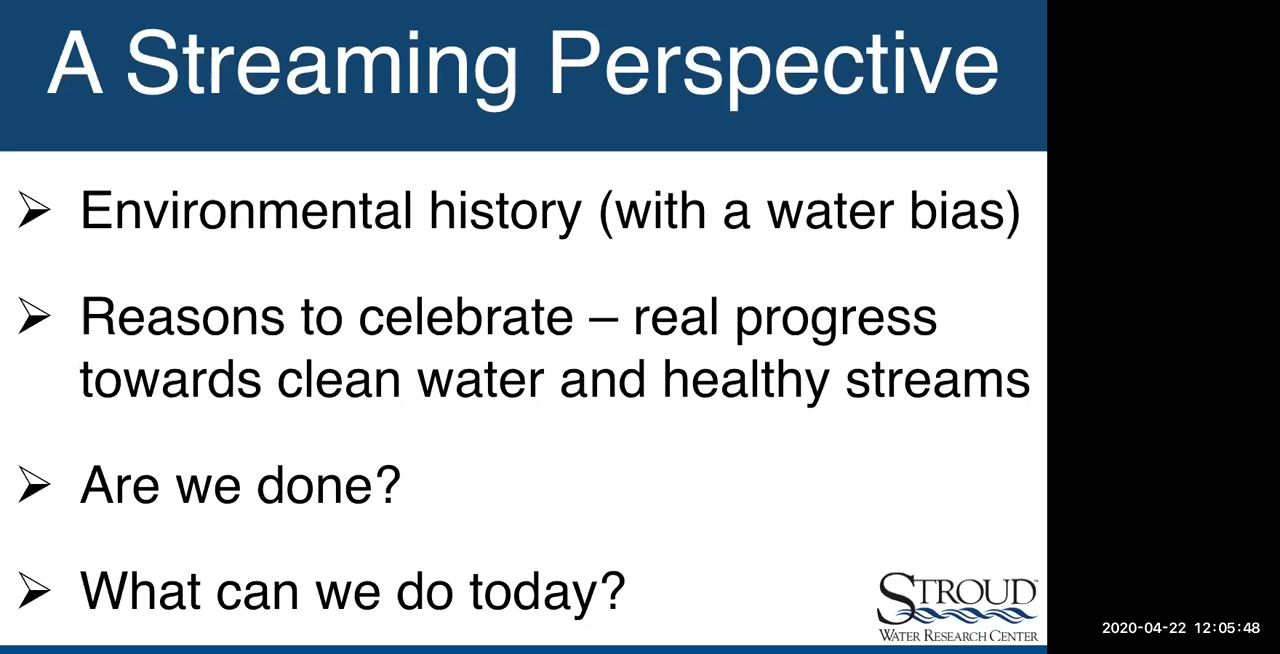 A Streaming Perspective
➢ Environmental history (with a water bias)
➢ Reasons to celebrate – real progress
towards clean water and healthy streams
➢ Are we done?
➢ What can we do today?
STROUD™
WATER RESEARCH CENTER
2020-04-22 12:05:48